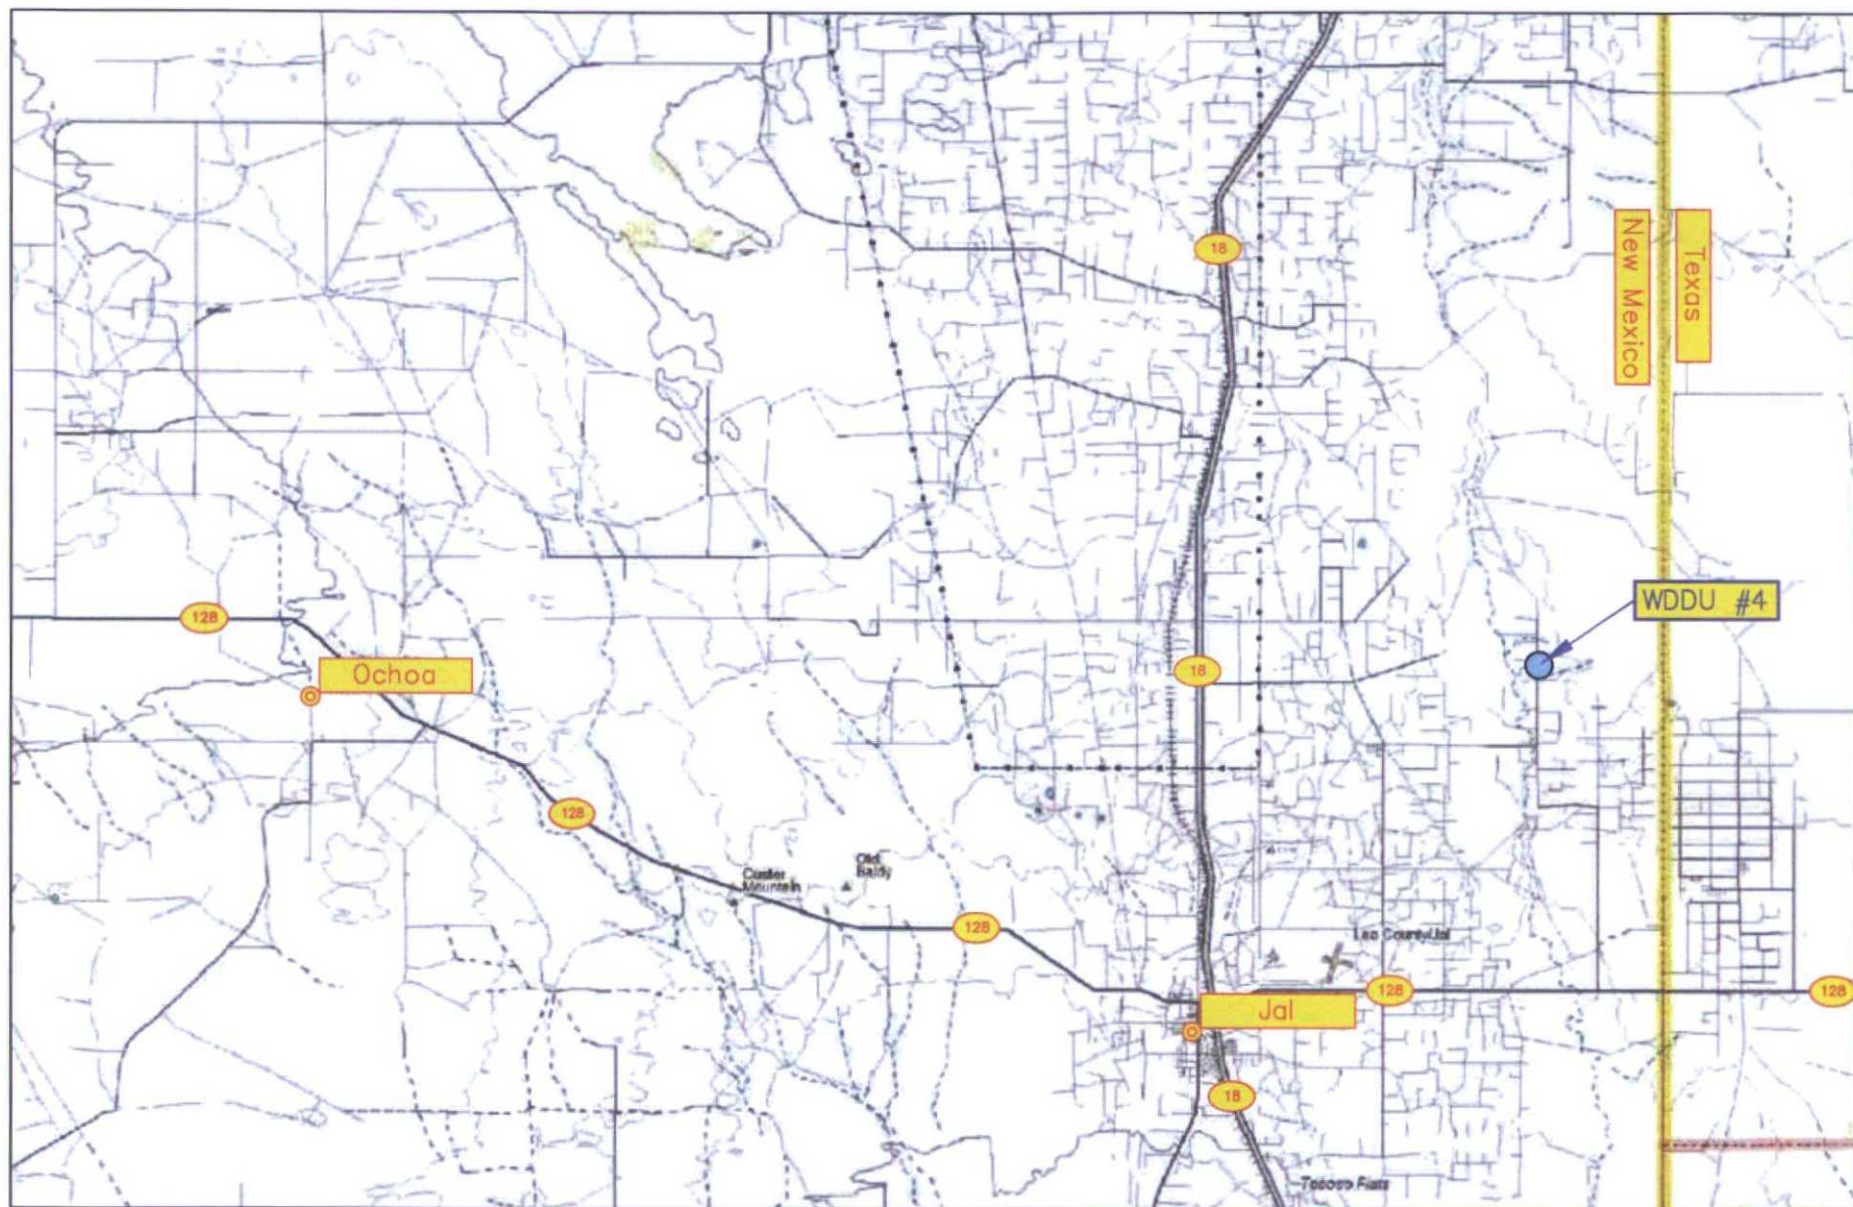 18
New Mexico
Texas
WDDU #4
128
Ochoa
18
128
Custer
Mountain
Old
Baldy
128
Lea County/Jal
Jal
128
128
18